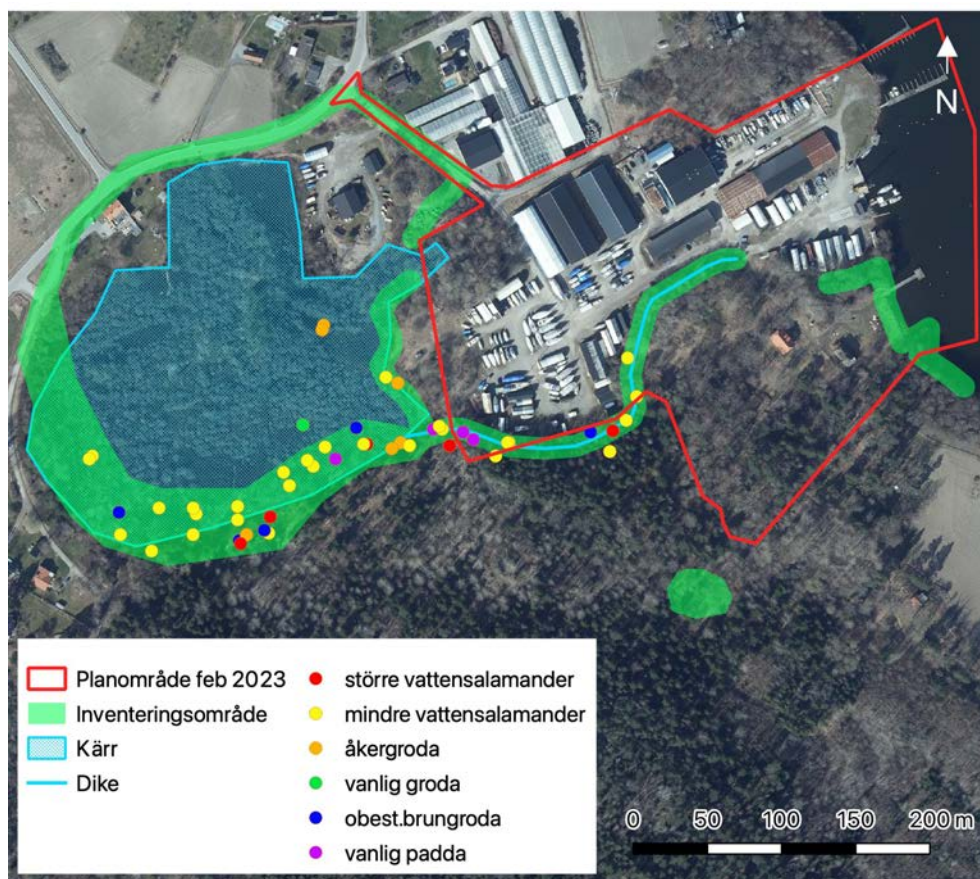 N
Planområde feb 2023
Inventeringsområde
Kärr
Dike
större vattensalamander
mindre vattensalamander
åkergroda
vanlig groda
obest.brungroda
vanlig padda
0 50 100 150 200 m